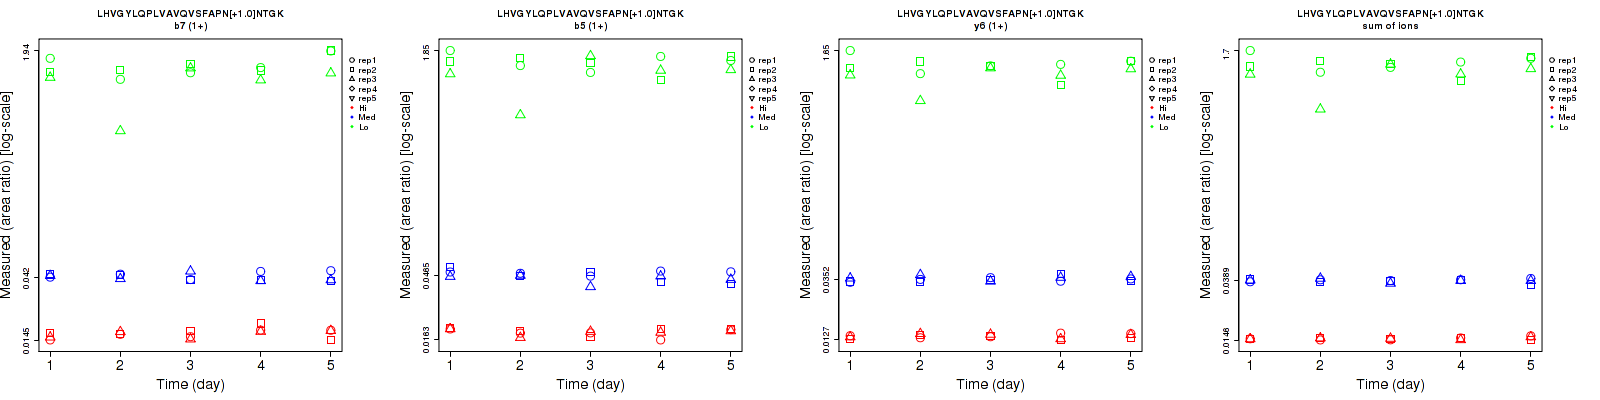 LHVGYLQPLVAVQVSFAPN[+1.0]NTGK
b7 (1+)
Measured (area ratio) [log-scale]
1.94
0.042
0.0145
1 2 3 4 5
Time (day)
rep1
rep2
rep3
rep4
rep5
Hi
Med
Lo
LHVGYLQPLVAVQVSFAPN[+1.0]NTGK
b5 (1+)
Measured (area ratio) [log-scale]
1.85
0.0465
0.0163
1 2 3 4 5
Time (day)
rep1
rep2
rep3
rep4
rep5
Hi
Med
Lo
LHVGYLQPLVAVQVSFAPN[+1.0]NTGK
y6 (1+)
Measured (area ratio) [log-scale]
1.65
0.0352
0.0127
1 2 3 4 5
Time (day)
rep1
rep2
rep3
rep4
rep5
Hi
Med
Lo
LHVGYLQPLVAVQVSFAPN[+1.0]NTGK
sum of ions
Measured (area ratio) [log-scale]
1.7
0.0389
0.0146
1 2 3 4 5
Time (day)
rep1
rep2
rep3
rep4
rep5
Hi
Med
Lo